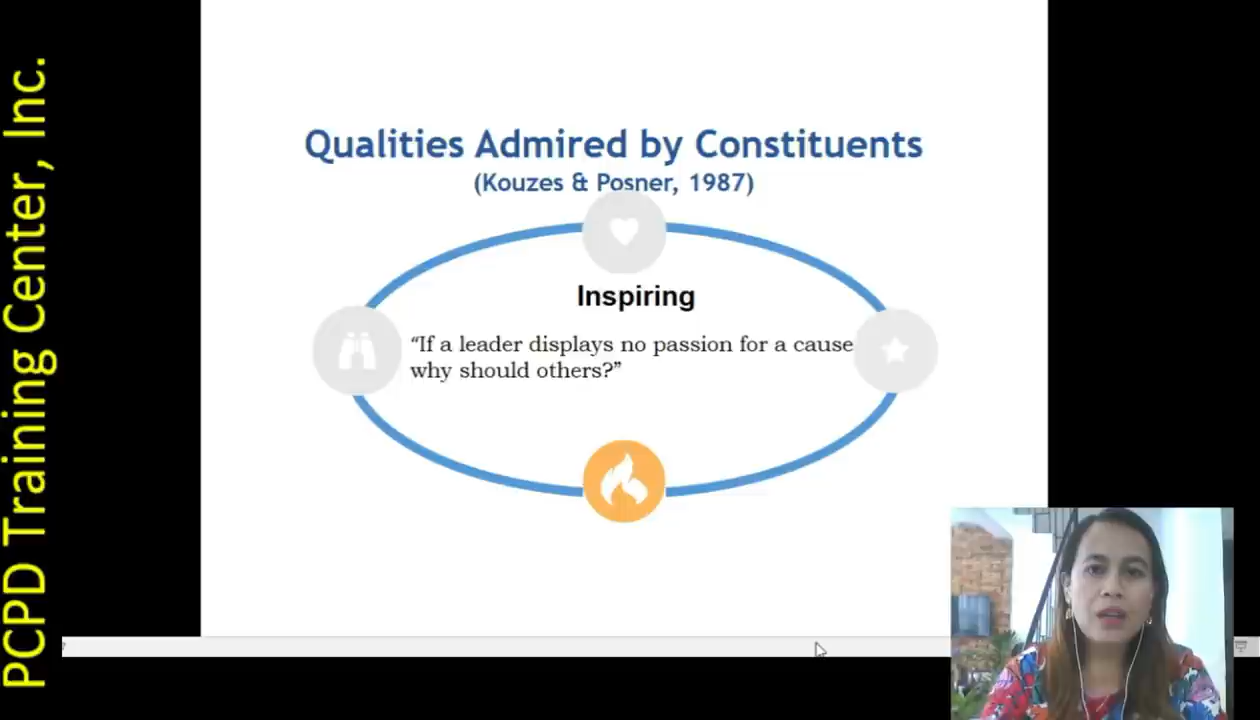 PCPD Training Center, Inc.
Qualities Admired by Constituents
(Kouzes & Posner, 1987)
Inspiring
“If a leader displays no passion for a cause
why should others?”